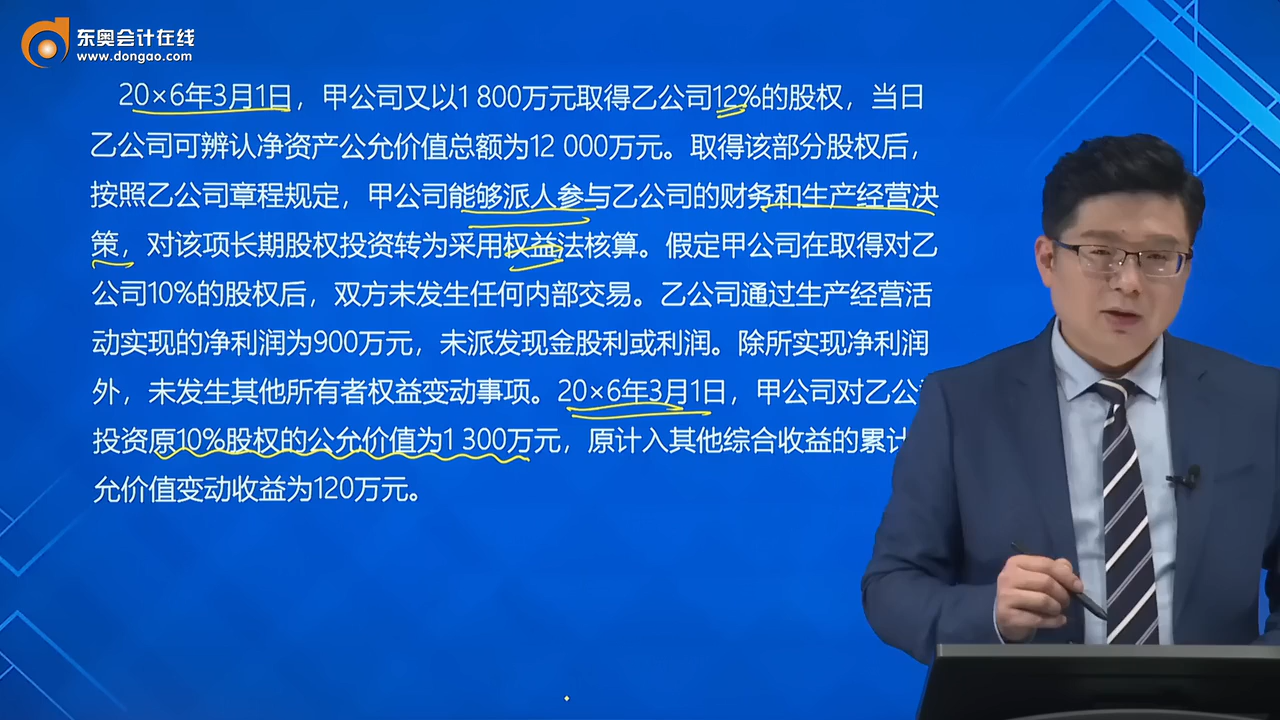 东奥会计在线
www.dongao.com
20×6年3月1日，甲公司又以1 800万元取得乙公司12%的股权，当日
乙公司可辨认净资产公允价值总额为12 000万元。取得该部分股权后，
按照乙公司章程规定，甲公司能够派人参与乙公司的财务和生产经营决
策，对该项长期股权投资转为采用权益法核算。假定甲公司在取得对乙
公司10%的股权后，双方未发生任何内部交易。乙公司通过生产经营活
动实现的净利润为900万元，未派发现金股利或利润。除所实现净利润
外，未发生其他所有者权益变动事项。20×6年3月1日，甲公司对乙公
投资原10%股权的公允价值为1 300万元，原计入其他综合收益的累计
允价值变动收益为120万元。